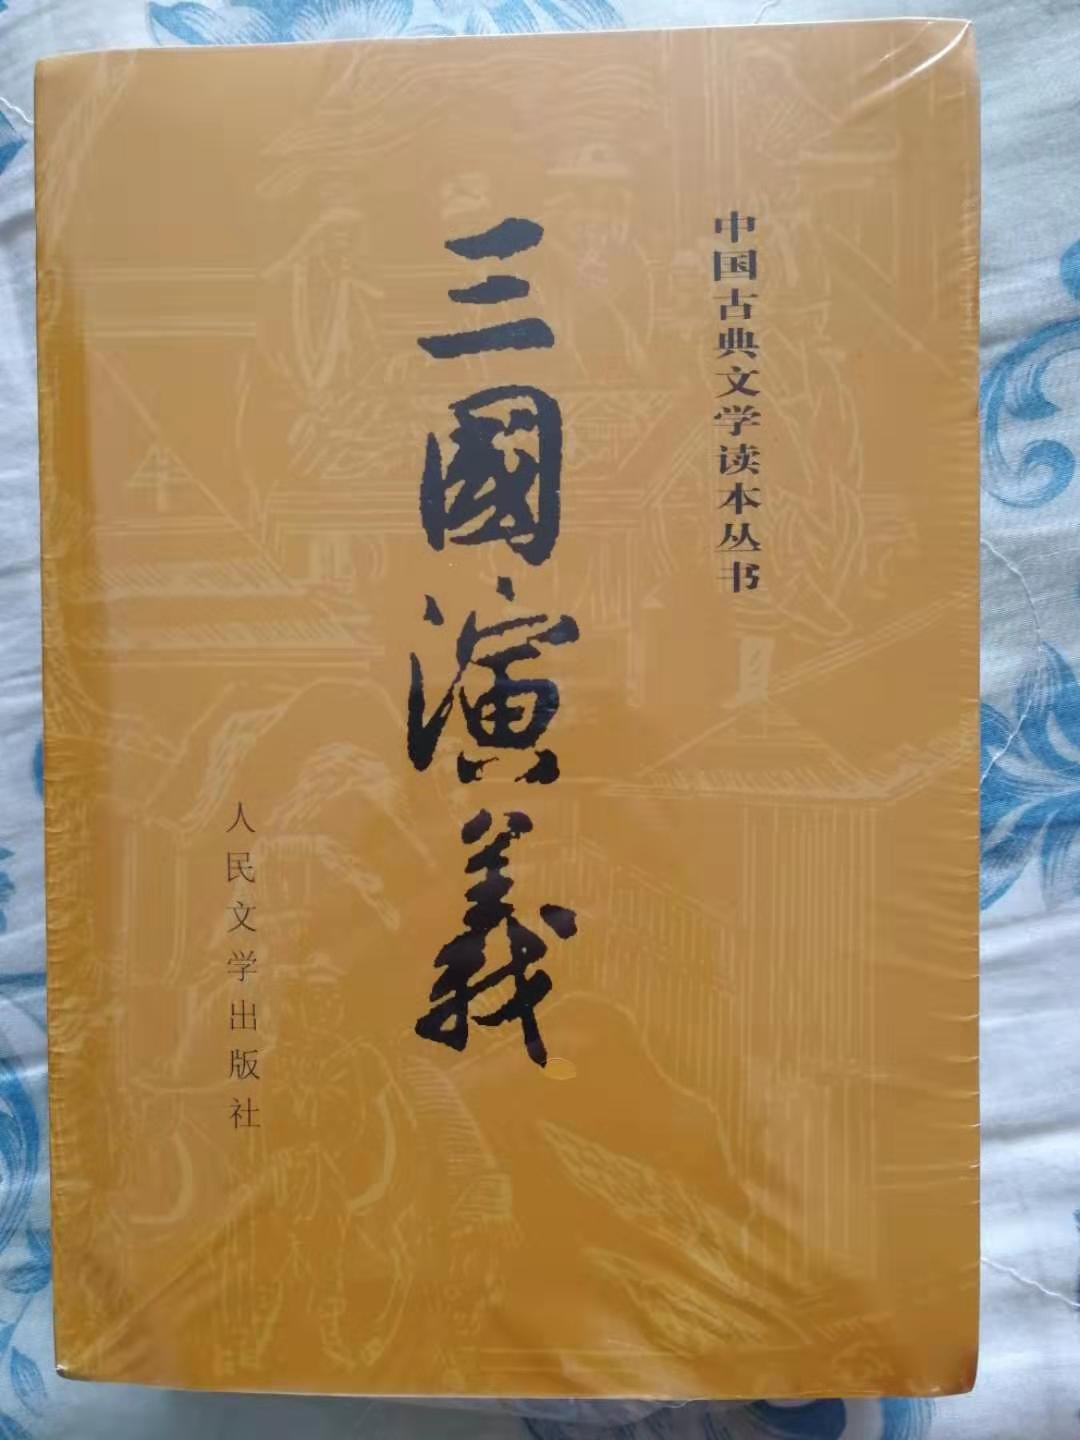 中国古典文学读本丛书
三國演義
人民文学出版社